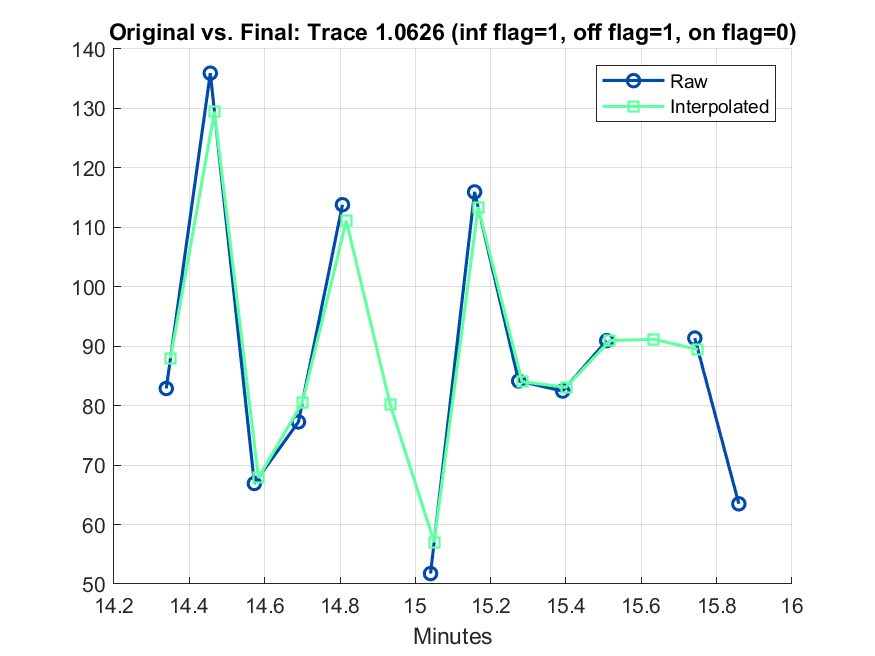 Original vs. Final: Trace 1.0626 (inf flag=1, off flag=1, on flag=0)
140
130
120
110
100
90
80
70
60
50
Raw
Interpolated
14.2 14.4 14.6 14.8 15 15.2 15.4 15.6 15.8 16
Minutes